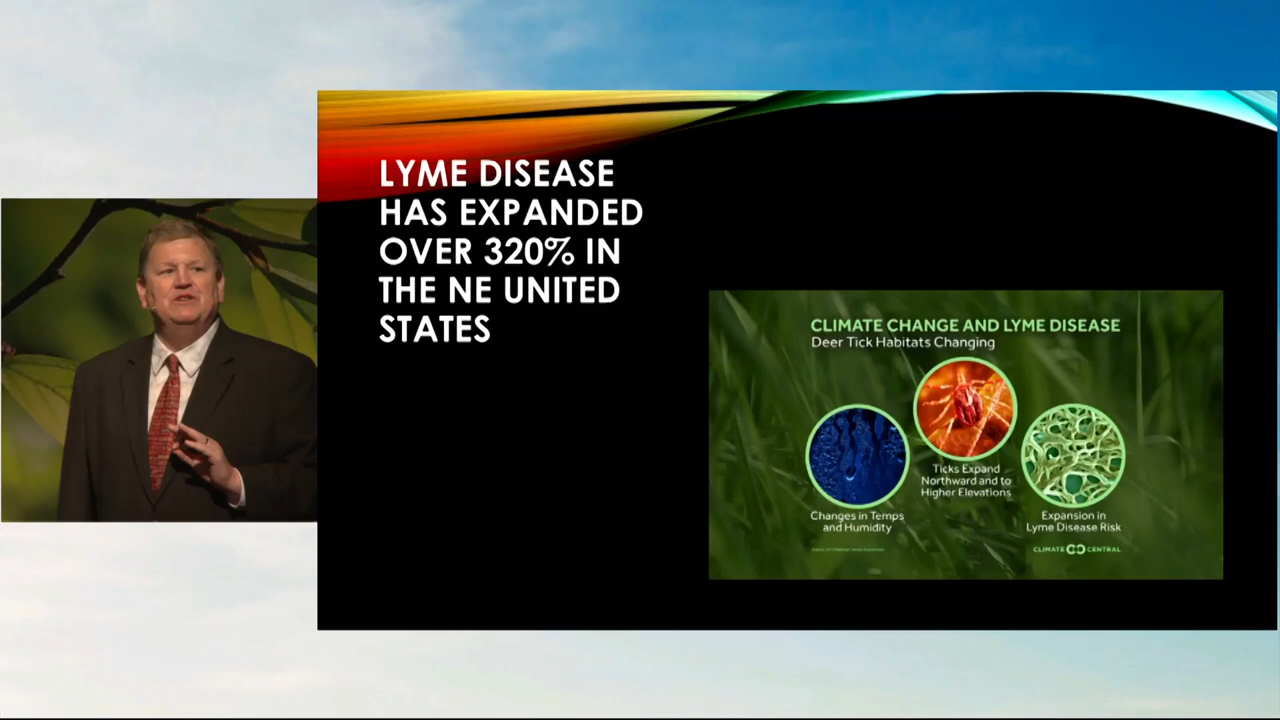 LYME DISEASE
HAS EXPANDED
OVER 320% IN
THE NE UNITED
STATES
CLIMATE CHANGE AND LYME DISEASE
Deer Tick Habitats Changing
Ticks Expand
Northward and to
Higher Elevations
Changes in Temps
and Humidity
Expansion in
Lyme Disease Risk
CLIMATE CENTRAL